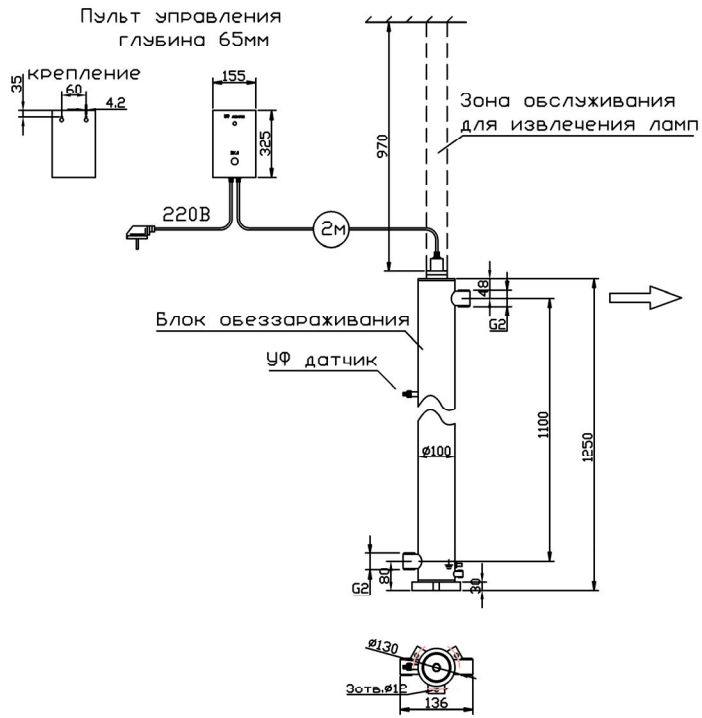 Пульт управления
глубина 65мм
крепление
35
60
4.2
155
325
220В
2м
970
Зона обслуживания
для извлечения ламп
48
G2
Блок обеззараживания
УФ датчик
1100
1250
ø100
G2
80
30
ø130
3отв.ø12
136